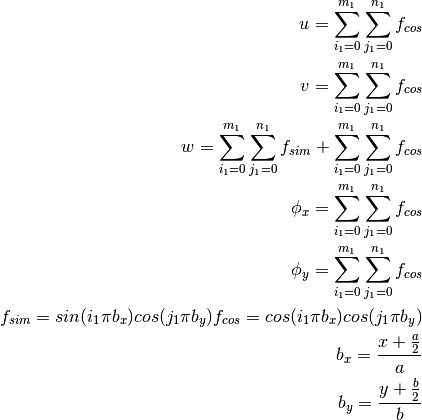 u = \sum_{i_1=0}^{m_1} \sum_{j_1=0}^{n_1} f_{cos}
v = \sum_{i_1=0}^{m_1} \sum_{j_1=0}^{n_1} f_{cos}
w = \sum_{i_1=0}^{m_1} \sum_{j_1=0}^{n_1} f_{sim} + \sum_{i_1=0}^{m_1} \sum_{j_1=0}^{n_1} f_{cos}
\phi_x = \sum_{i_1=0}^{m_1} \sum_{j_1=0}^{n_1} f_{cos}
\phi_y = \sum_{i_1=0}^{m_1} \sum_{j_1=0}^{n_1} f_{cos}
f_{sim} = sin(i_1 \pi b_x)cos(j_1 \pi b_y) f_{cos} = cos(i_1 \pi b_x)cos(j_1 \pi b_y)
b_x = \frac{x + \frac{a}{2}}{a}
b_y = \frac{y + \frac{b}{2}}{b}